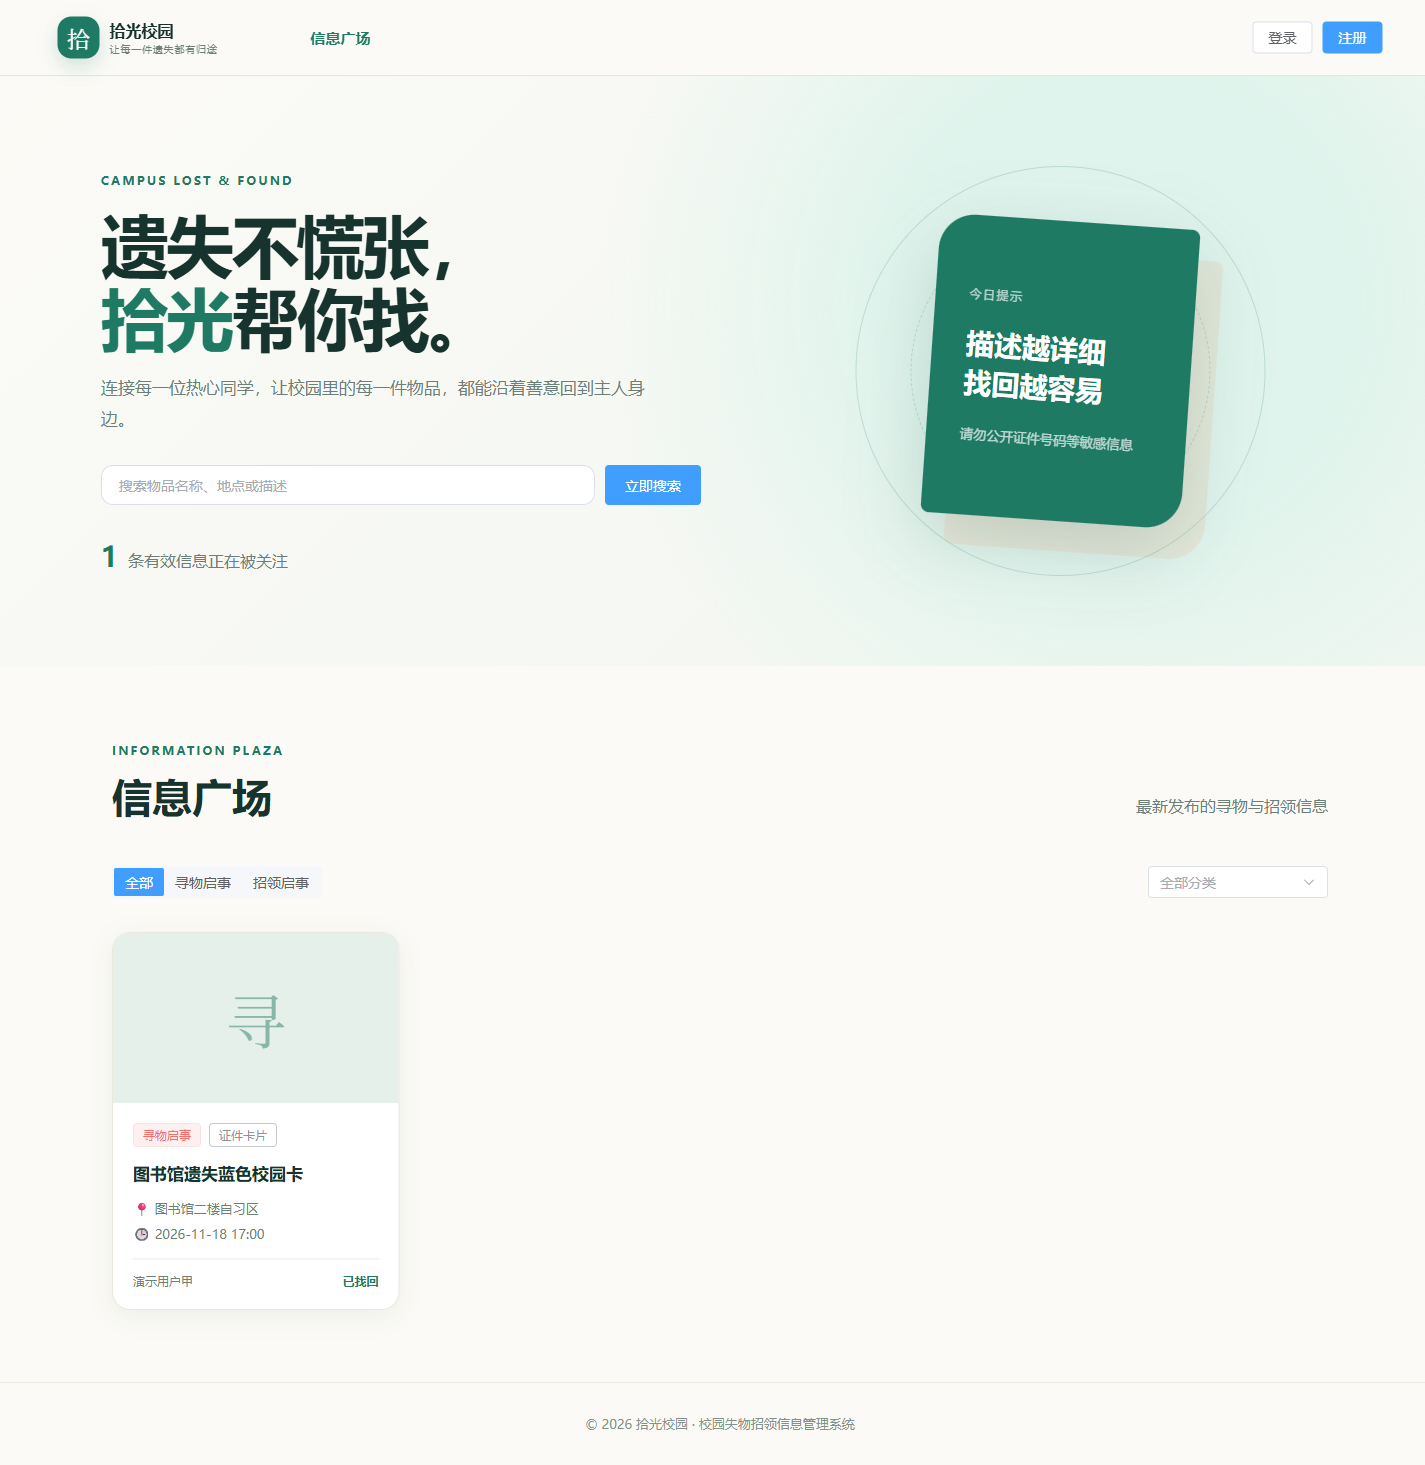 拾
拾光校园
让每一件遗失都有归途
信息广场
登录
注册
CAMPUS LOST & FOUND
遗失不慌张，
拾光帮你找。
连接每一位热心同学，让校园里的每一件物品，都能沿着善意回到主人身
边。
搜索物品名称、地点或描述
立即搜索
1 条有效信息正在被关注
今日提示
描述越详细
找回越容易
请勿公开证件号码等敏感信息
INFORMATION PLAZA
信息广场
最新发布的寻物与招领信息
全部
寻物启事
招领启事
全部分类
寻
寻物启事
证件卡片
图书馆遗失蓝色校园卡
图书馆二楼自习区
2026-11-18 17:00
演示用户甲
已找回
© 2026 拾光校园 · 校园失物招领信息管理系统